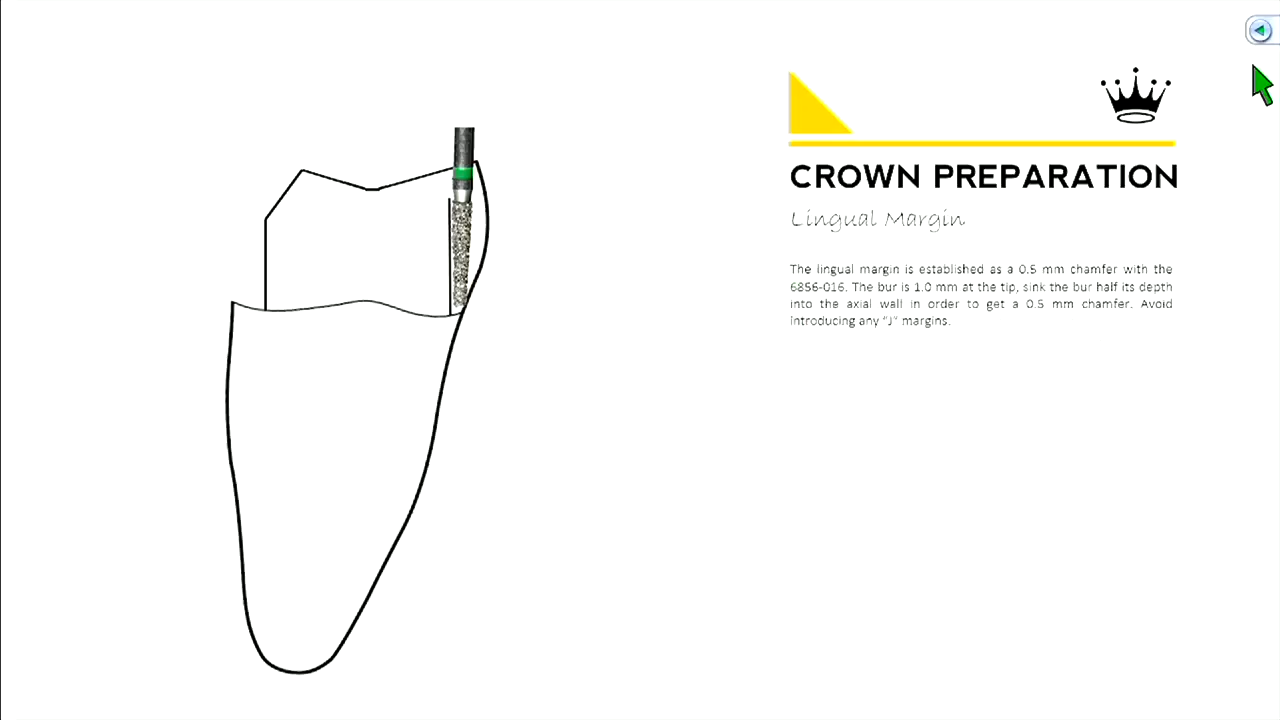 CROWN PREPARATION
Lingual Margin
The lingual margin is established as a 0.5 mm chamfer with the
6856-016. The bur is 1.0 mm at the tip, sink the bur half its depth
into the axial wall in order to get a 0.5 mm chamfer. Avoid
introducing any “J” margins.